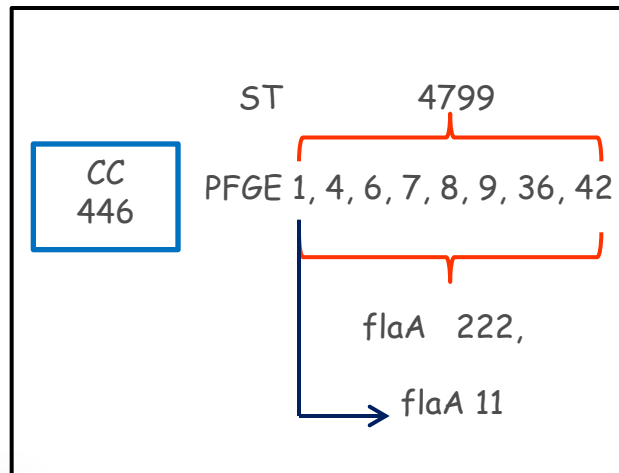 ST 4799
CC
446
PFGE 1, 4, 6, 7, 8, 9, 36, 42
flaA 222,
flaA 11